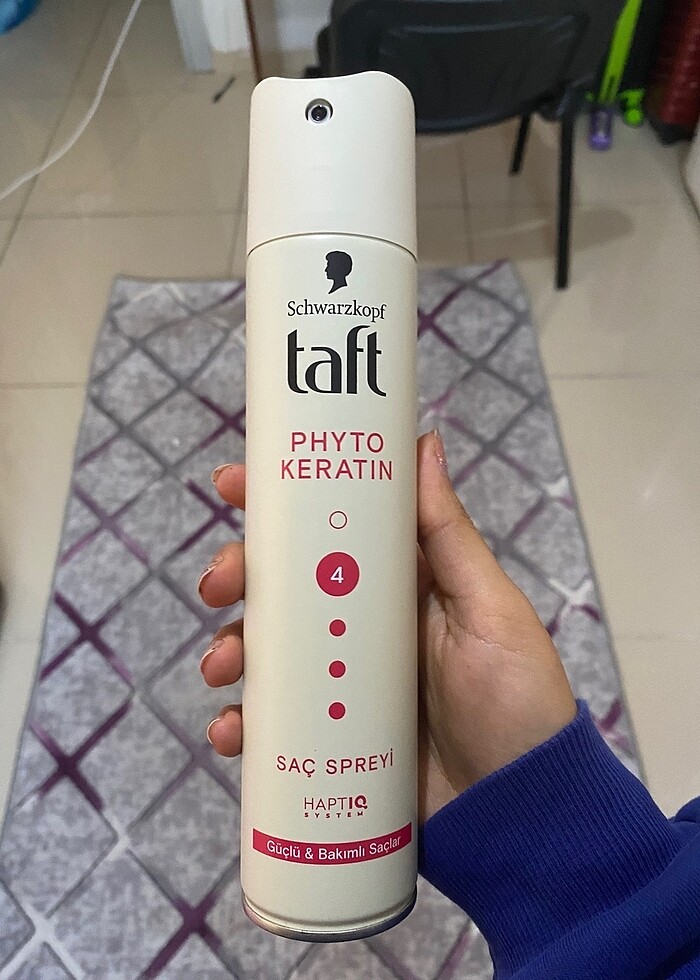 Schwarzkopf
taft
PHYTO
KERATIN
4
SAÇ SPREYİ
HAPTIQ
SYSTEM
Güçlü & Bakımlı Saçlar